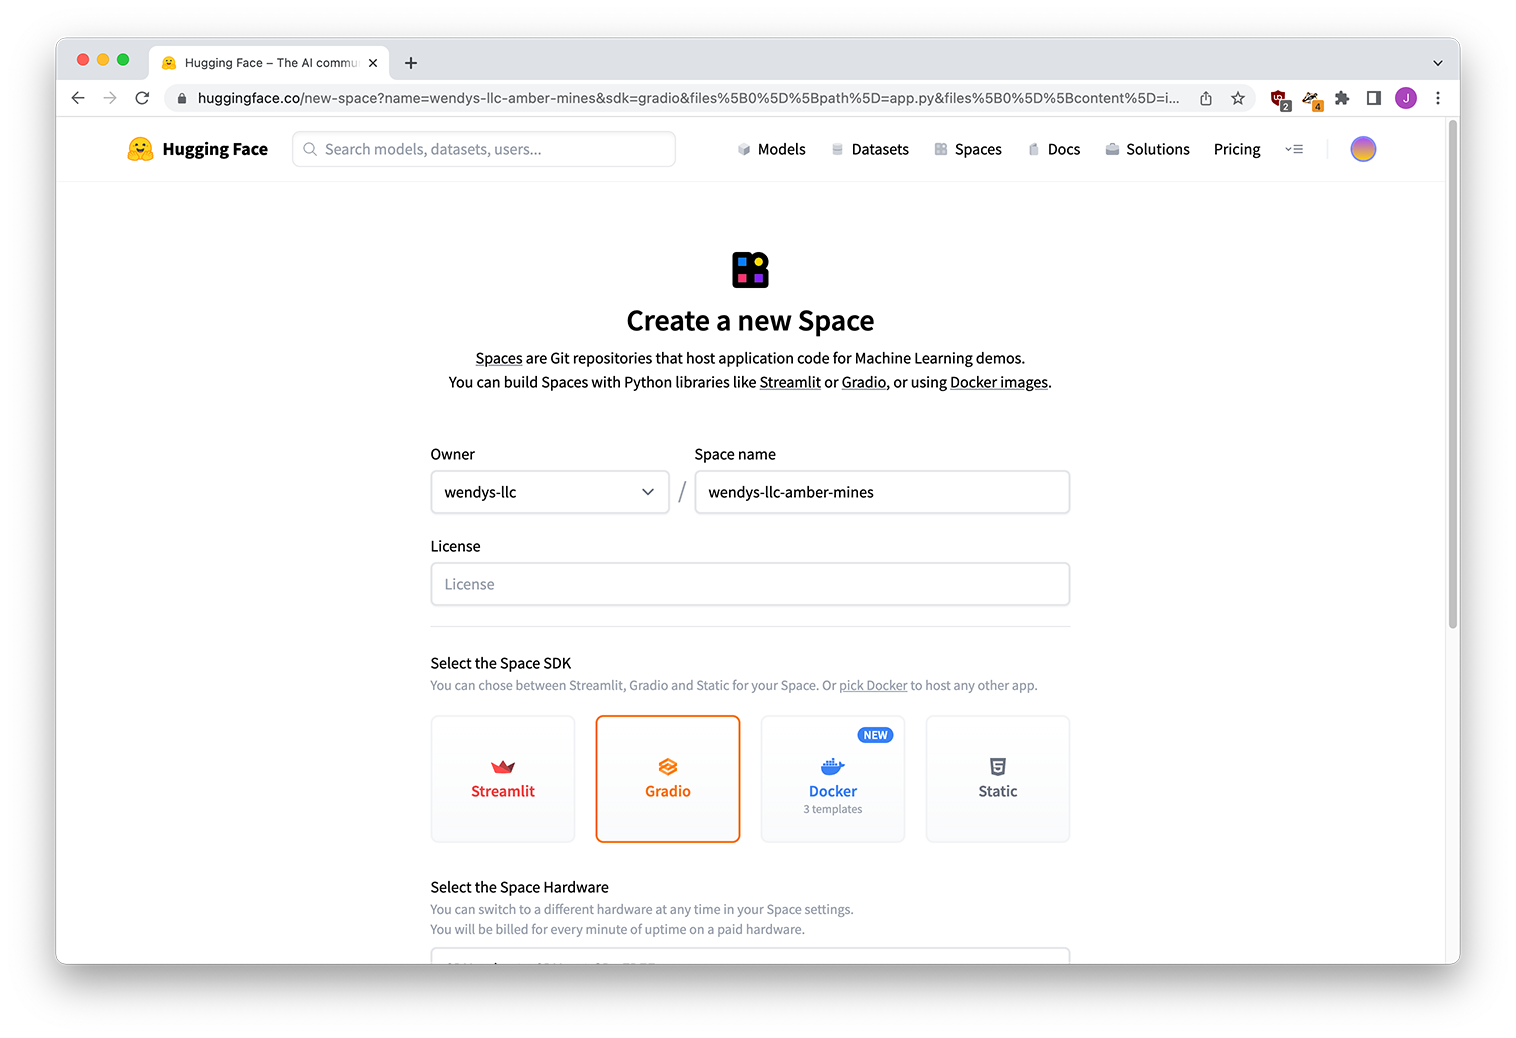 Hugging Face – The AI commu
huggingface.co/new-space?name=wendys-llc-amber-mines&sdk=gradio&files%5B0%5D%5Bpath%5D=app.py&files%5B0%5D%5Bcontent%5D=i...
2
4
J
Hugging Face
Search models, datasets, users...
Models
Datasets
Spaces
Docs
Solutions
Pricing
Create a new Space
Spaces are Git repositories that host application code for Machine Learning demos.
You can build Spaces with Python libraries like Streamlit or Gradio, or using Docker images.
Owner
Space name
wendys-llc
/
wendys-llc-amber-mines
License
License
Select the Space SDK
You can chose between Streamlit, Gradio and Static for your Space. Or pick Docker to host any other app.
NEW
Streamlit
Gradio
Docker
Static
3 templates
Select the Space Hardware
You can switch to a different hardware at any time in your Space settings.
You will be billed for every minute of uptime on a paid hardware.